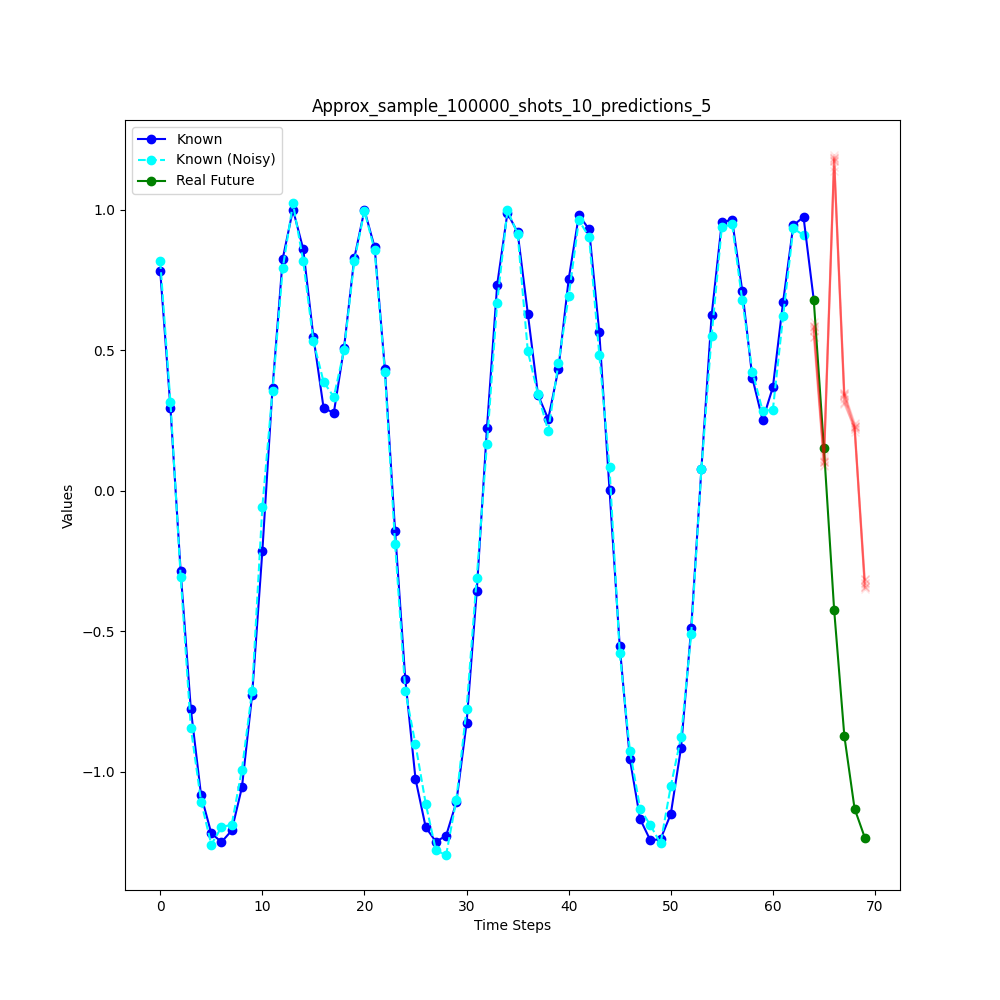 Approx_sample_100000_shots_10_predictions_5
Known
Known (Noisy)
Real Future
1.0
0.5
0.0
−0.5
−1.0
Values
0 10 20 30 40 50 60 70
Time Steps